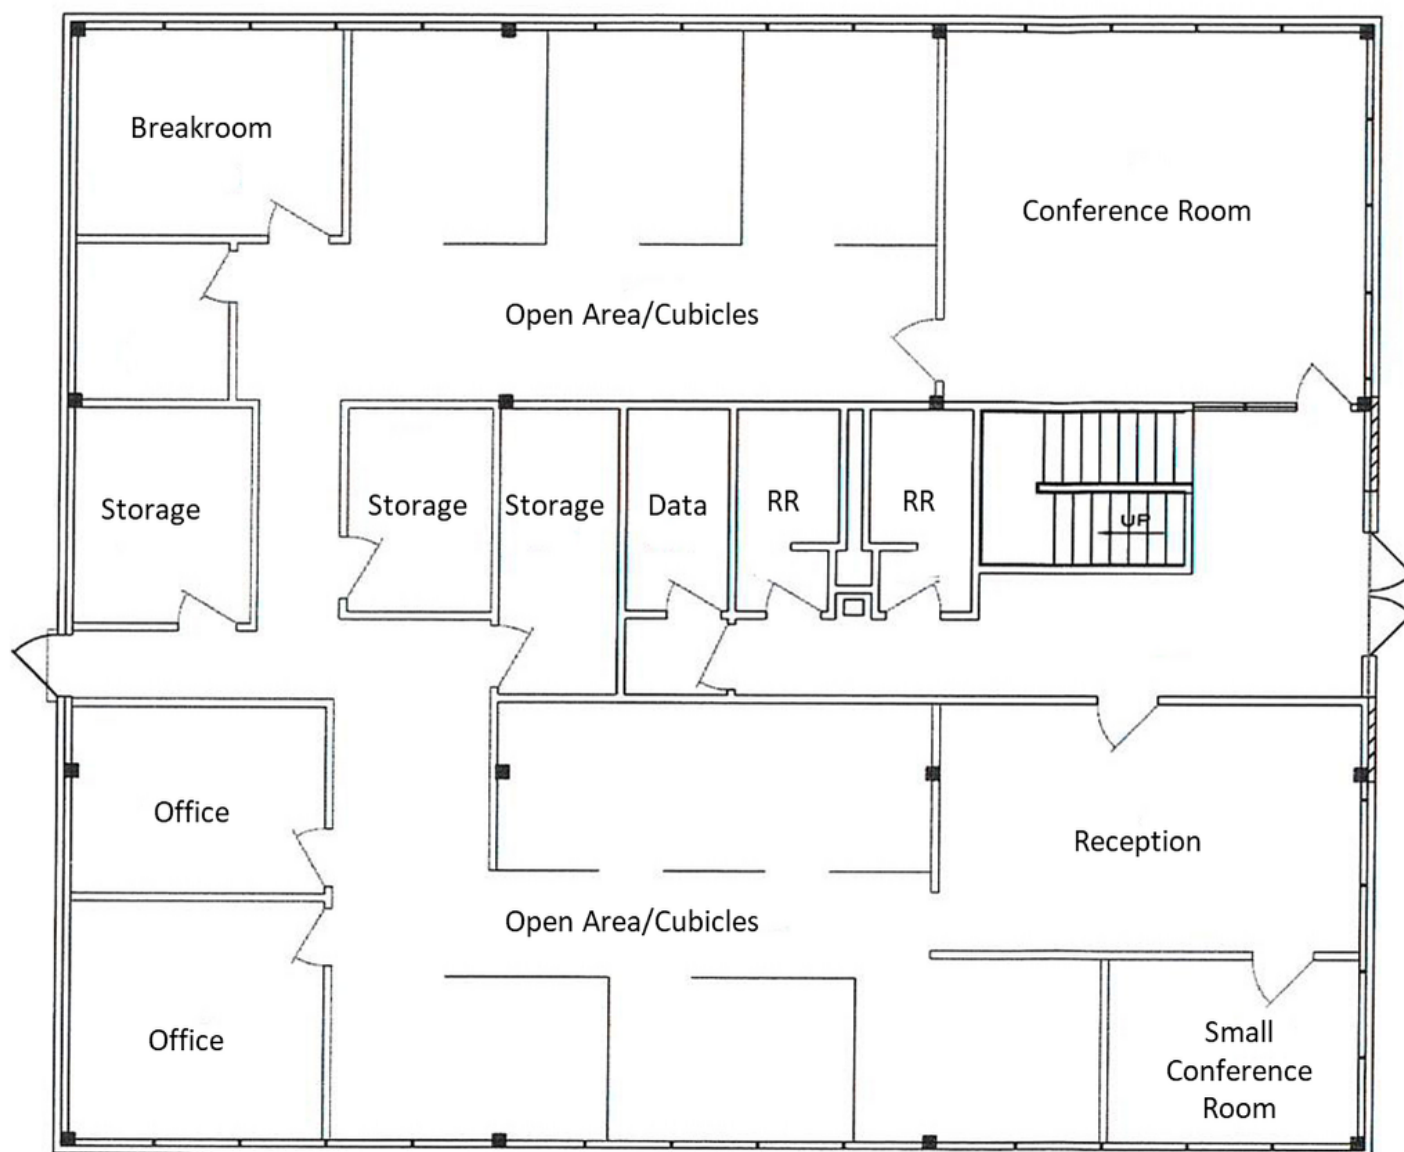 Breakroom
Conference Room
Open Area/Cubicles
Storage
Storage
Storage
Data
RR
RR
UP
Office
Reception
Open Area/Cubicles
Office
Small
Conference
Room